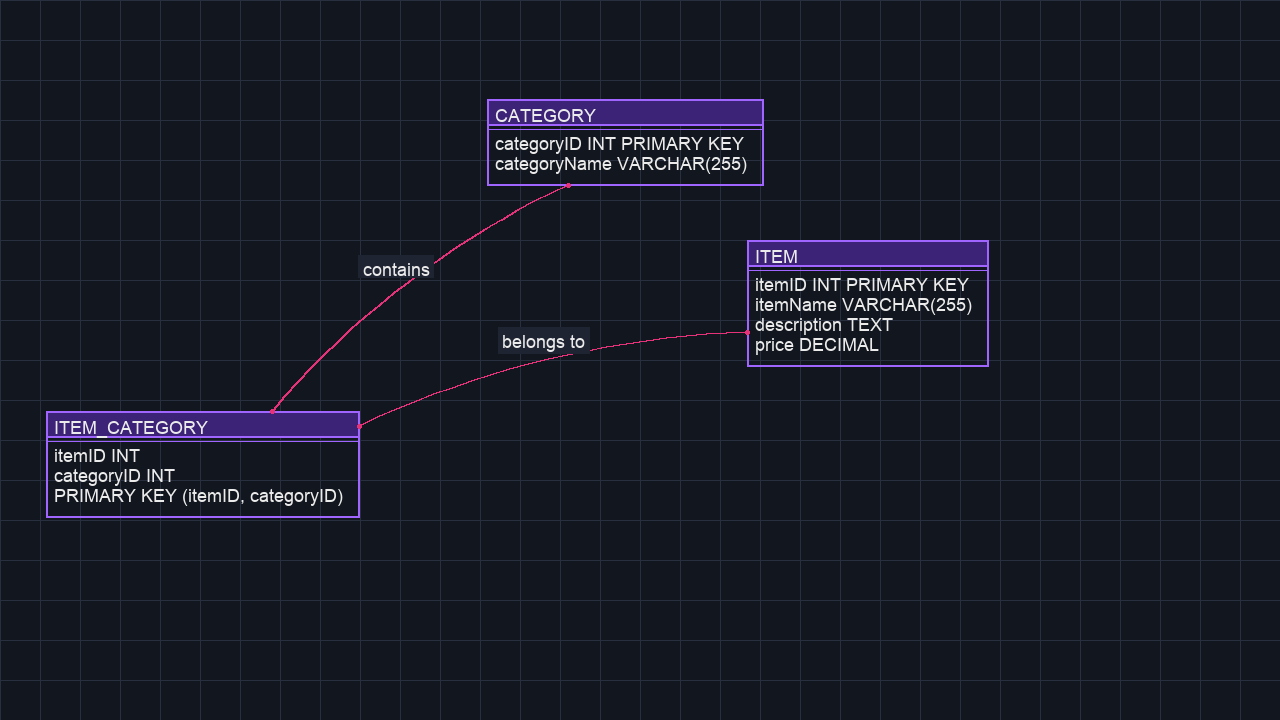 CATEGORY
categoryID INT PRIMARY KEY
categoryName VARCHAR(255)
ITEM
itemID INT PRIMARY KEY
itemName VARCHAR(255)
description TEXT
price DECIMAL
contains
belongs to
ITEM_CATEGORY
itemID INT
categoryID INT
PRIMARY KEY (itemID, categoryID)